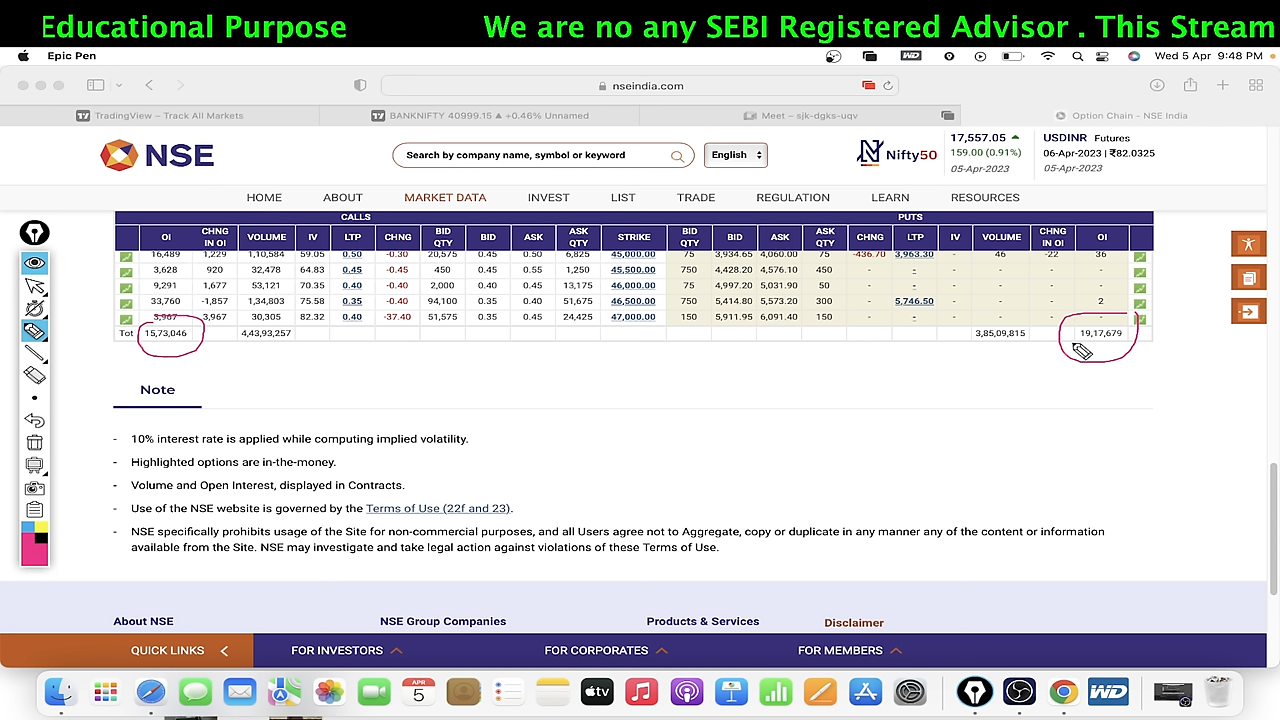 Educational Purpose We are no any SEBI Registered Advisor . This Stream
Epic Pen WD Wed 5 Apr 9:48 PM
nseindia.com
TradingView – Track All Markets BANKNIFTY 40999.15 ▲ +0.46% Unnamed Meet – sjk-dgks-uqv Option Chain - NSE India
NSE Search by company name, symbol or keyword English Nifty50 17,557.05 USDINR Futures
159.00 (0.91%) 06-Apr-2023 | ₹82.0325
05-Apr-2023 05-Apr-2023
HOME ABOUT MARKET DATA INVEST LIST TRADE REGULATION LEARN RESOURCES
CALLS PUTS
OI CHNG IN OI VOLUME IV LTP CHNG BID QTY BID ASK ASK QTY STRIKE BID QTY BID ASK ASK QTY CHNG LTP IV VOLUME CHNG IN OI OI
16,489 1,229 1,10,584 59.05 0.50 -0.30 20,575 0.45 0.50 6,825 45,000.00 75 3,934.65 4,060.00 75 -436.70 3,963.30 - 46 -22 36
3,628 920 32,478 64.83 0.45 -0.45 450 0.45 0.55 1,250 45,500.00 750 4,428.20 4,576.10 450 - - - - - -
9,291 1,677 53,121 70.35 0.40 -0.40 2,000 0.40 0.45 13,175 46,000.00 75 4,997.20 5,031.90 50 - - - - - -
33,760 -1,857 1,34,803 75.58 0.35 -0.40 94,100 0.35 0.40 51,675 46,500.00 750 5,414.80 5,573.20 300 - 5,746.50 - - - 2
3,967 3,967 30,305 82.32 0.40 -37.40 51,575 0.35 0.45 24,425 47,000.00 150 5,911.95 6,091.40 150 - - - - - -
Tot 15,73,046 4,43,93,257 3,85,09,815 19,17,679
Note
- 10% interest rate is applied while computing implied volatility.
- Highlighted options are in-the-money.
- Volume and Open Interest, displayed in Contracts.
- Use of the NSE website is governed by the Terms of Use (22f and 23).
- NSE specifically prohibits usage of the Site for non-commercial purposes, and all Users agree not to Aggregate, copy or duplicate in any manner any of the content or information
available from the Site. NSE may investigate and take legal action against violations of these Terms of Use.
About NSE NSE Group Companies Products & Services Disclaimer
QUICK LINKS FOR INVESTORS FOR CORPORATES FOR MEMBERS
APR
5 tv WD